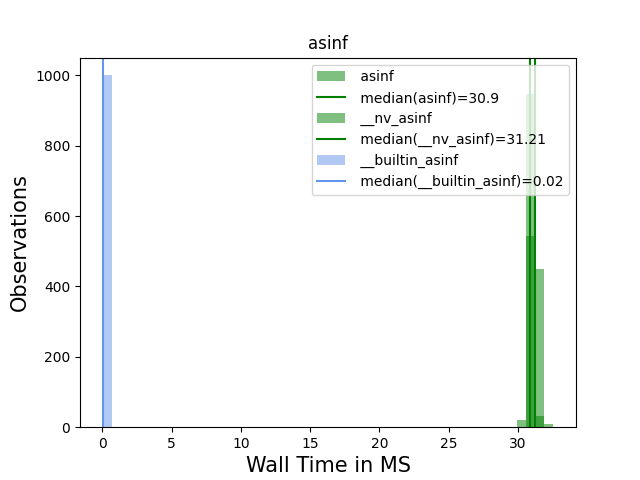 asinf
1000
800
600
400
200
0
Observations
asinf
median(asinf)=30.9
__nv_asinf
median(__nv_asinf)=31.21
__builtin_asinf
median(__builtin_asinf)=0.02
0 5 10 15 20 25 30
Wall Time in MS